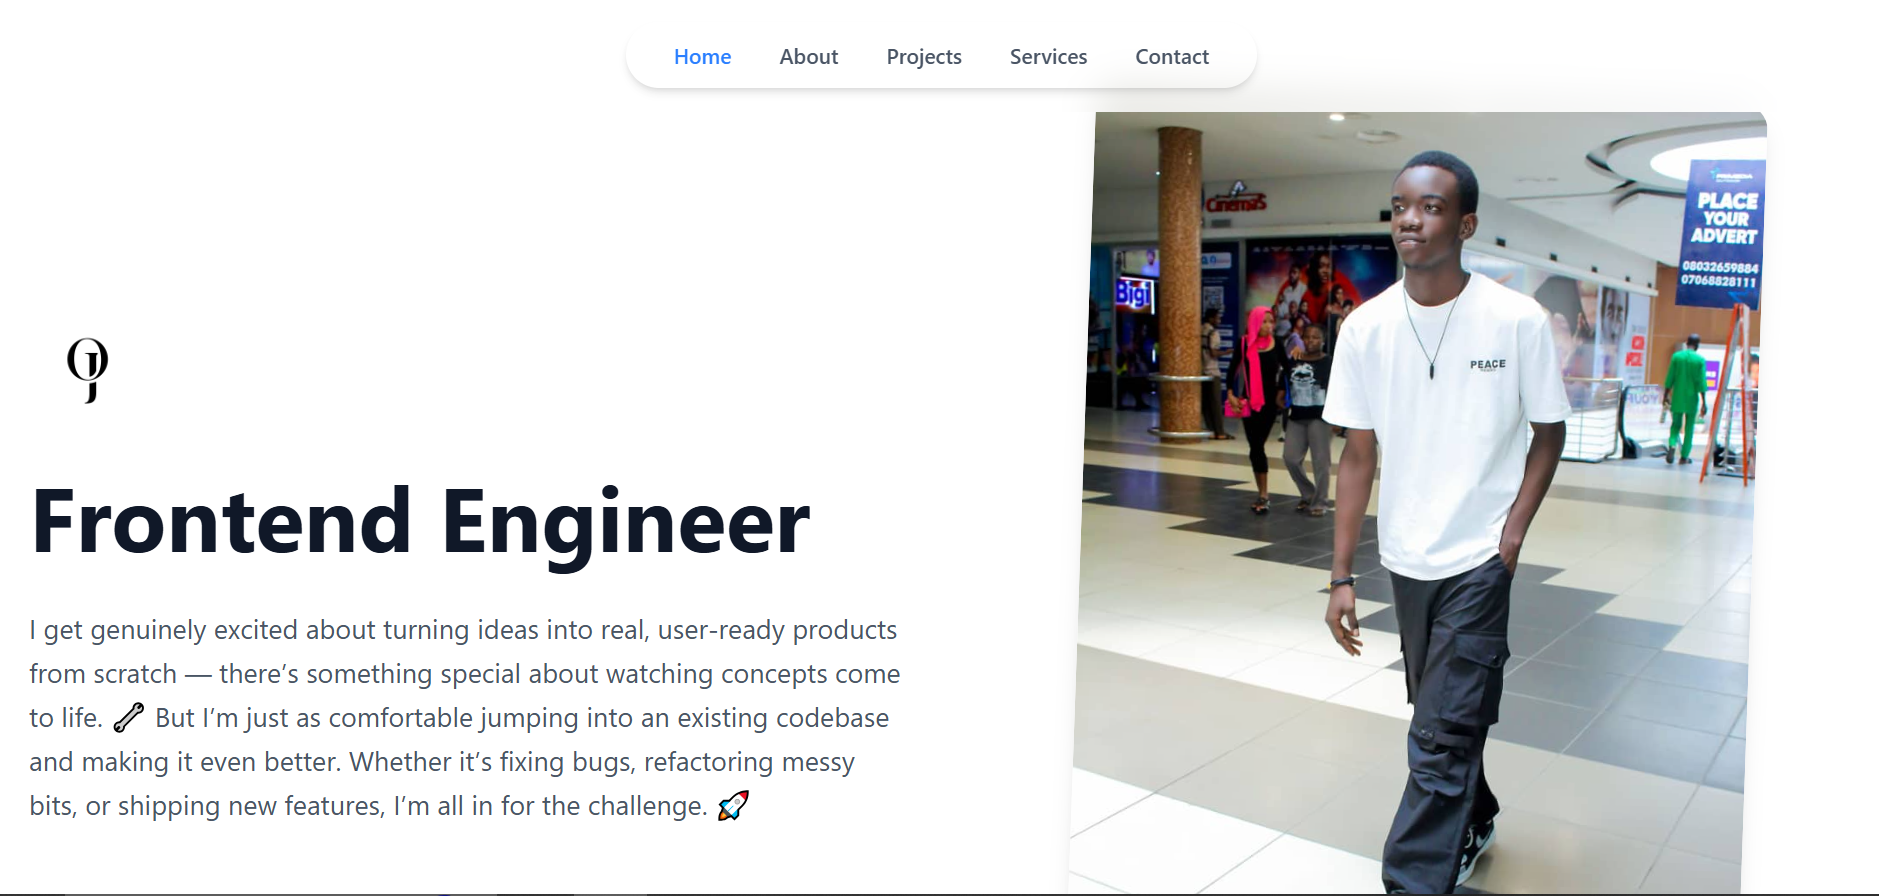 Home About Projects Services Contact
Frontend Engineer
I get genuinely excited about turning ideas into real, user-ready products
from scratch — there’s something special about watching concepts come
to life. 🔧 But I’m just as comfortable jumping into an existing codebase
and making it even better. Whether it’s fixing bugs, refactoring messy
bits, or shipping new features, I’m all in for the challenge. 🚀
Cinemas
Bigi
PLACE
YOUR
ADVERT
08032659884
07068828111
PEACE